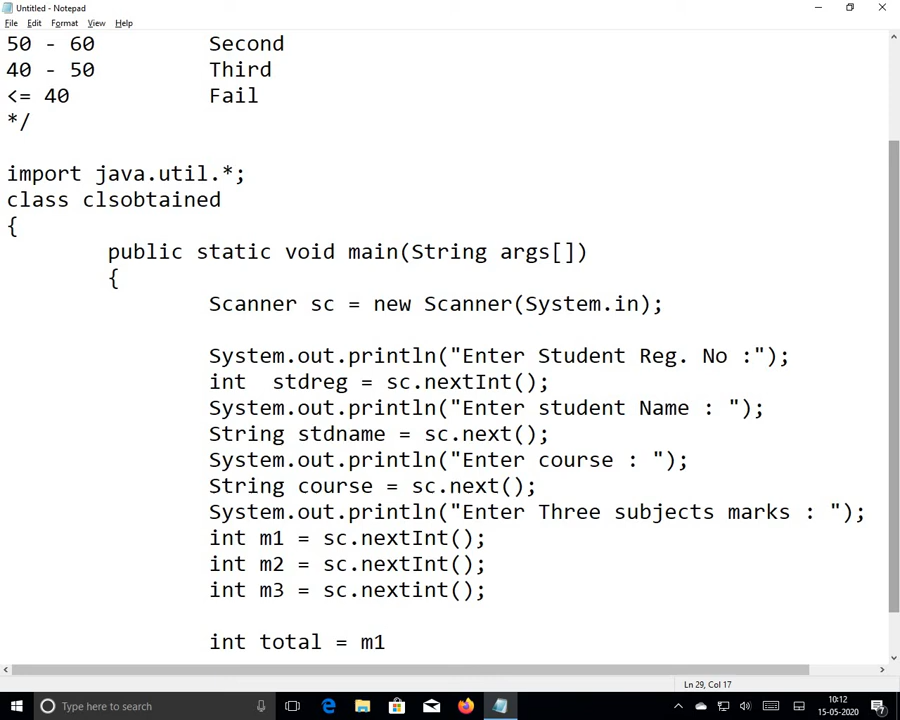 Untitled - Notepad
File Edit Format View Help
50 - 60 Second
40 - 50 Third
<= 40 Fail
*/
import java.util.*;
class clsobtained
{
public static void main(String args[])
{
Scanner sc = new Scanner(System.in);
System.out.println("Enter Student Reg. No :");
int stdreg = sc.nextInt();
System.out.println("Enter student Name : ");
String stdname = sc.next();
System.out.println("Enter course : ");
String course = sc.next();
System.out.println("Enter Three subjects marks : ");
int m1 = sc.nextInt();
int m2 = sc.nextInt();
int m3 = sc.nextint();
int total = m1
Ln 29, Col 17
Type here to search
10:12
15-05-2020
7